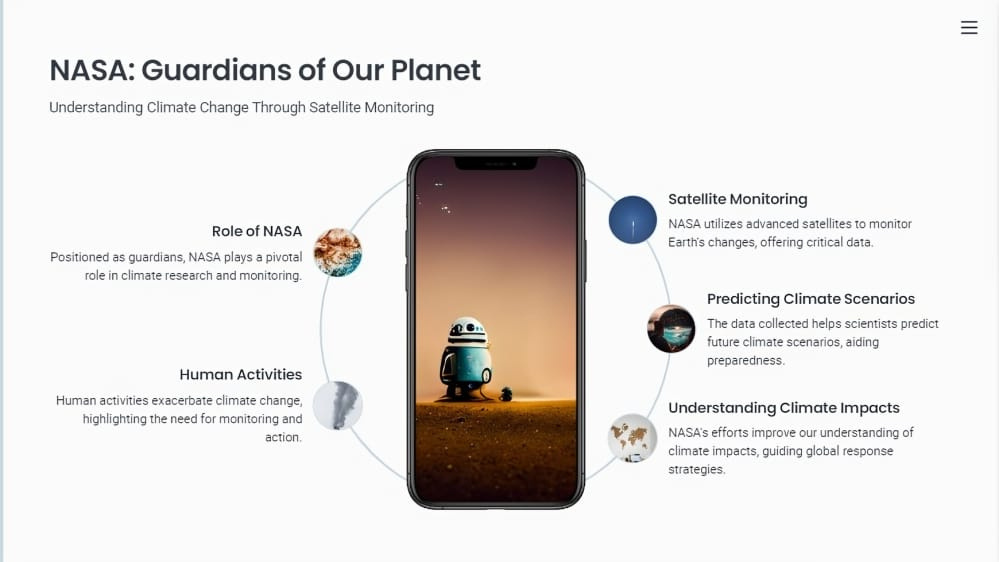 NASA: Guardians of Our Planet
Understanding Climate Change Through Satellite Monitoring
Role of NASA
Positioned as guardians, NASA plays a pivotal
role in climate research and monitoring.
Human Activities
Human activities exacerbate climate change,
highlighting the need for monitoring and
action.
Satellite Monitoring
NASA utilizes advanced satellites to monitor
Earth's changes, offering critical data.
Predicting Climate Scenarios
The data collected helps scientists predict
future climate scenarios, aiding
preparedness.
Understanding Climate Impacts
NASA's efforts improve our understanding of
climate impacts, guiding global response
strategies.